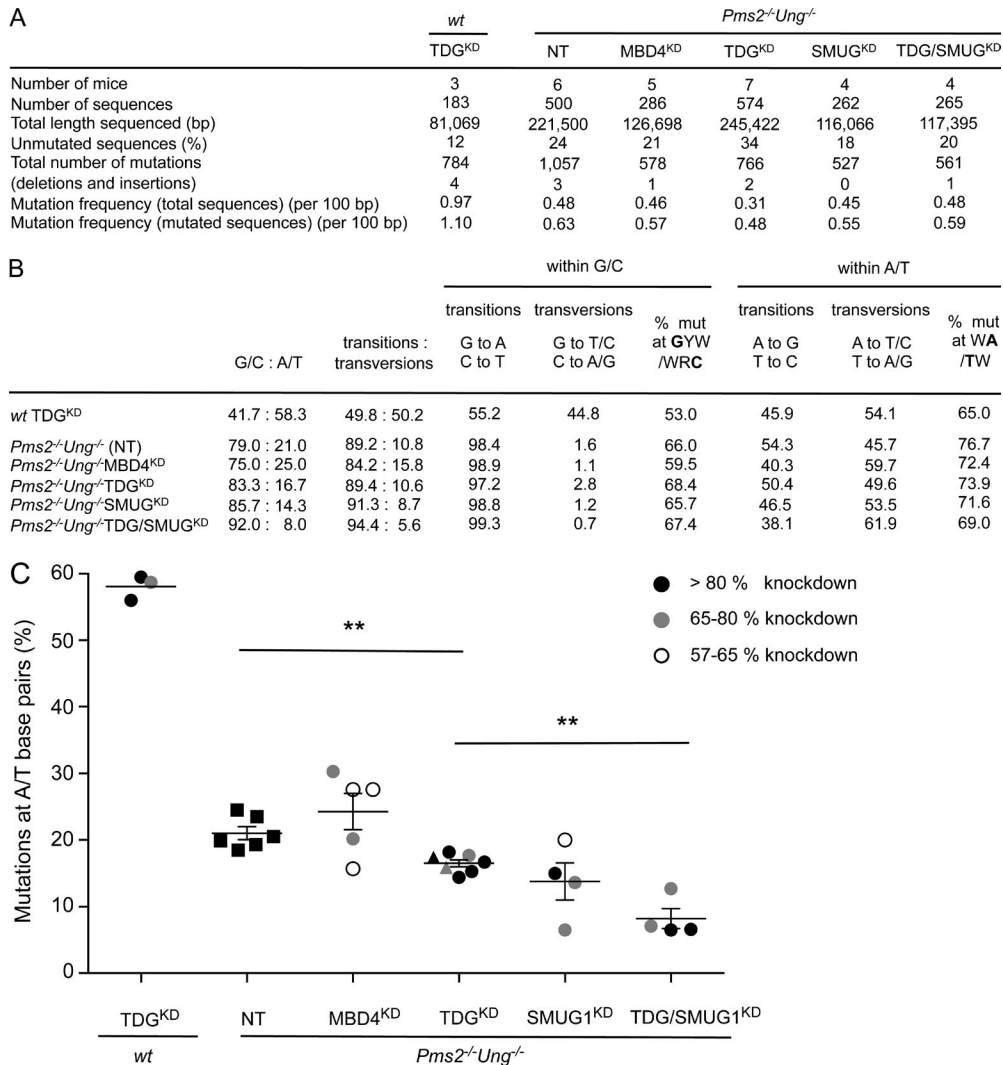 A
wt
Pms2-/-Ung-/-
TDGKD NT MBD4KD TDGKD SMUGKD TDG/SMUGKD
Number of mice 3 6 5 7 4 4
Number of sequences 183 500 286 574 262 265
Total length sequenced (bp) 81,069 221,500 126,698 245,422 116,066 117,395
Unmutated sequences (%) 12 24 21 34 18 20
Total number of mutations 784 1,057 578 766 527 561
(deletions and insertions) 4 3 1 2 0 1
Mutation frequency (total sequences) (per 100 bp) 0.97 0.48 0.46 0.31 0.45 0.48
Mutation frequency (mutated sequences) (per 100 bp) 1.10 0.63 0.57 0.48 0.55 0.59
B
within G/C within A/T
transitions transversions % mut transitions transversions % mut
G to A G to T/C at GYW A to G A to T/C at WA
G/C : A/T transitions : transversions C to T C to A/G /WRC T to C T to A/G /TW
wt TDGKD 41.7 : 58.3 49.8 : 50.2 55.2 44.8 53.0 45.9 54.1 65.0
Pms2-/-Ung-/- (NT) 79.0 : 21.0 89.2 : 10.8 98.4 1.6 66.0 54.3 45.7 76.7
Pms2-/-Ung-/-MBD4KD 75.0 : 25.0 84.2 : 15.8 98.9 1.1 59.5 40.3 59.7 72.4
Pms2-/-Ung-/-TDGKD 83.3 : 16.7 89.4 : 10.6 97.2 2.8 68.4 50.4 49.6 73.9
Pms2-/-Ung-/-SMUGKD 85.7 : 14.3 91.3 : 8.7 98.8 1.2 65.7 46.5 53.5 71.6
Pms2-/-Ung-/-TDG/SMUGKD 92.0 : 8.0 94.4 : 5.6 99.3 0.7 67.4 38.1 61.9 69.0
C
Mutations at A/T base pairs (%)
60
50
40
30
20
10
0
> 80 % knockdown
65-80 % knockdown
57-65 % knockdown
**
**
TDGKD NT MBD4KD TDGKD SMUG1KD TDG/SMUG1KD
wt Pms2-/-Ung-/-